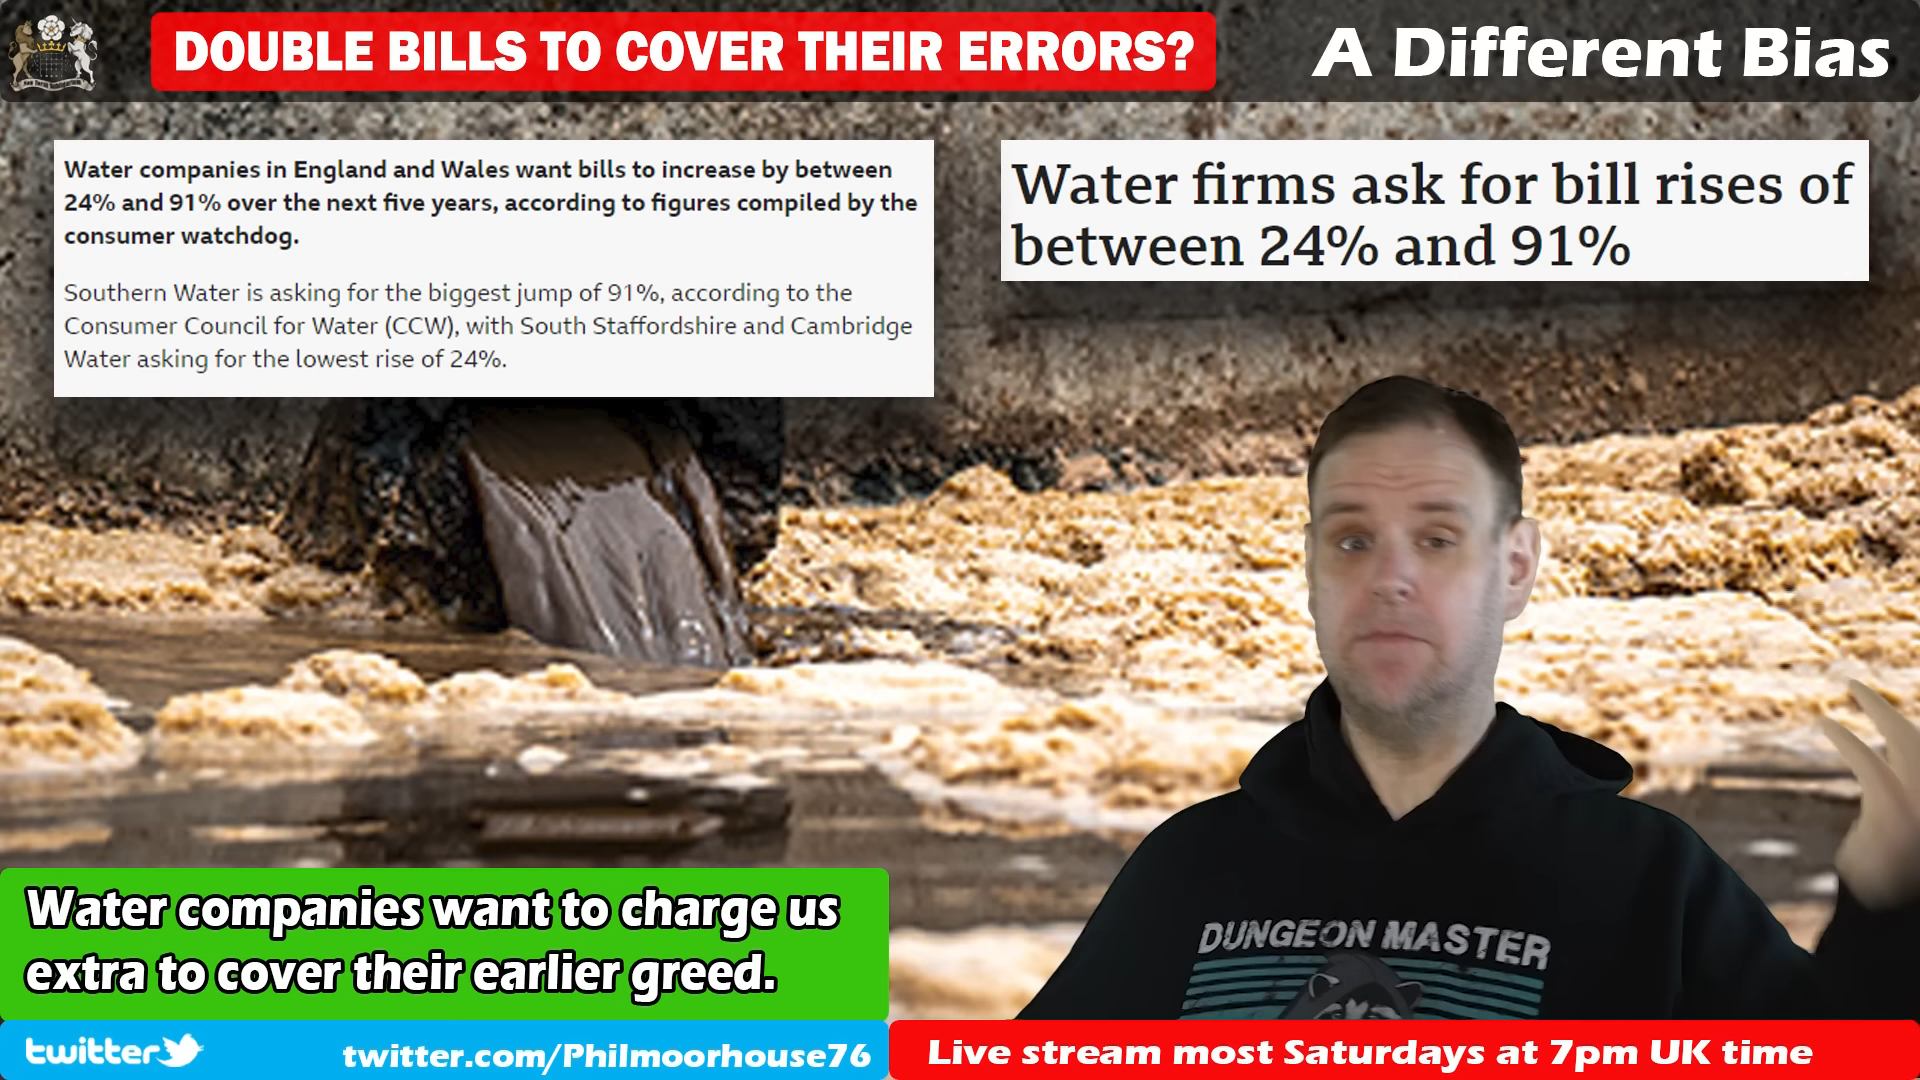 DOUBLE BILLS TO COVER THEIR ERRORS?
A Different Bias
Water companies in England and Wales want bills to increase by between
24% and 91% over the next five years, according to figures compiled by the
consumer watchdog.
Southern Water is asking for the biggest jump of 91%, according to the
Consumer Council for Water (CCW), with South Staffordshire and Cambridge
Water asking for the lowest rise of 24%.
Water firms ask for bill rises of
between 24% and 91%
DUNGEON MASTER
Water companies want to charge us
extra to cover their earlier greed.
twitter
twitter.com/Philmoorhouse76
Live stream most Saturdays at 7pm UK time